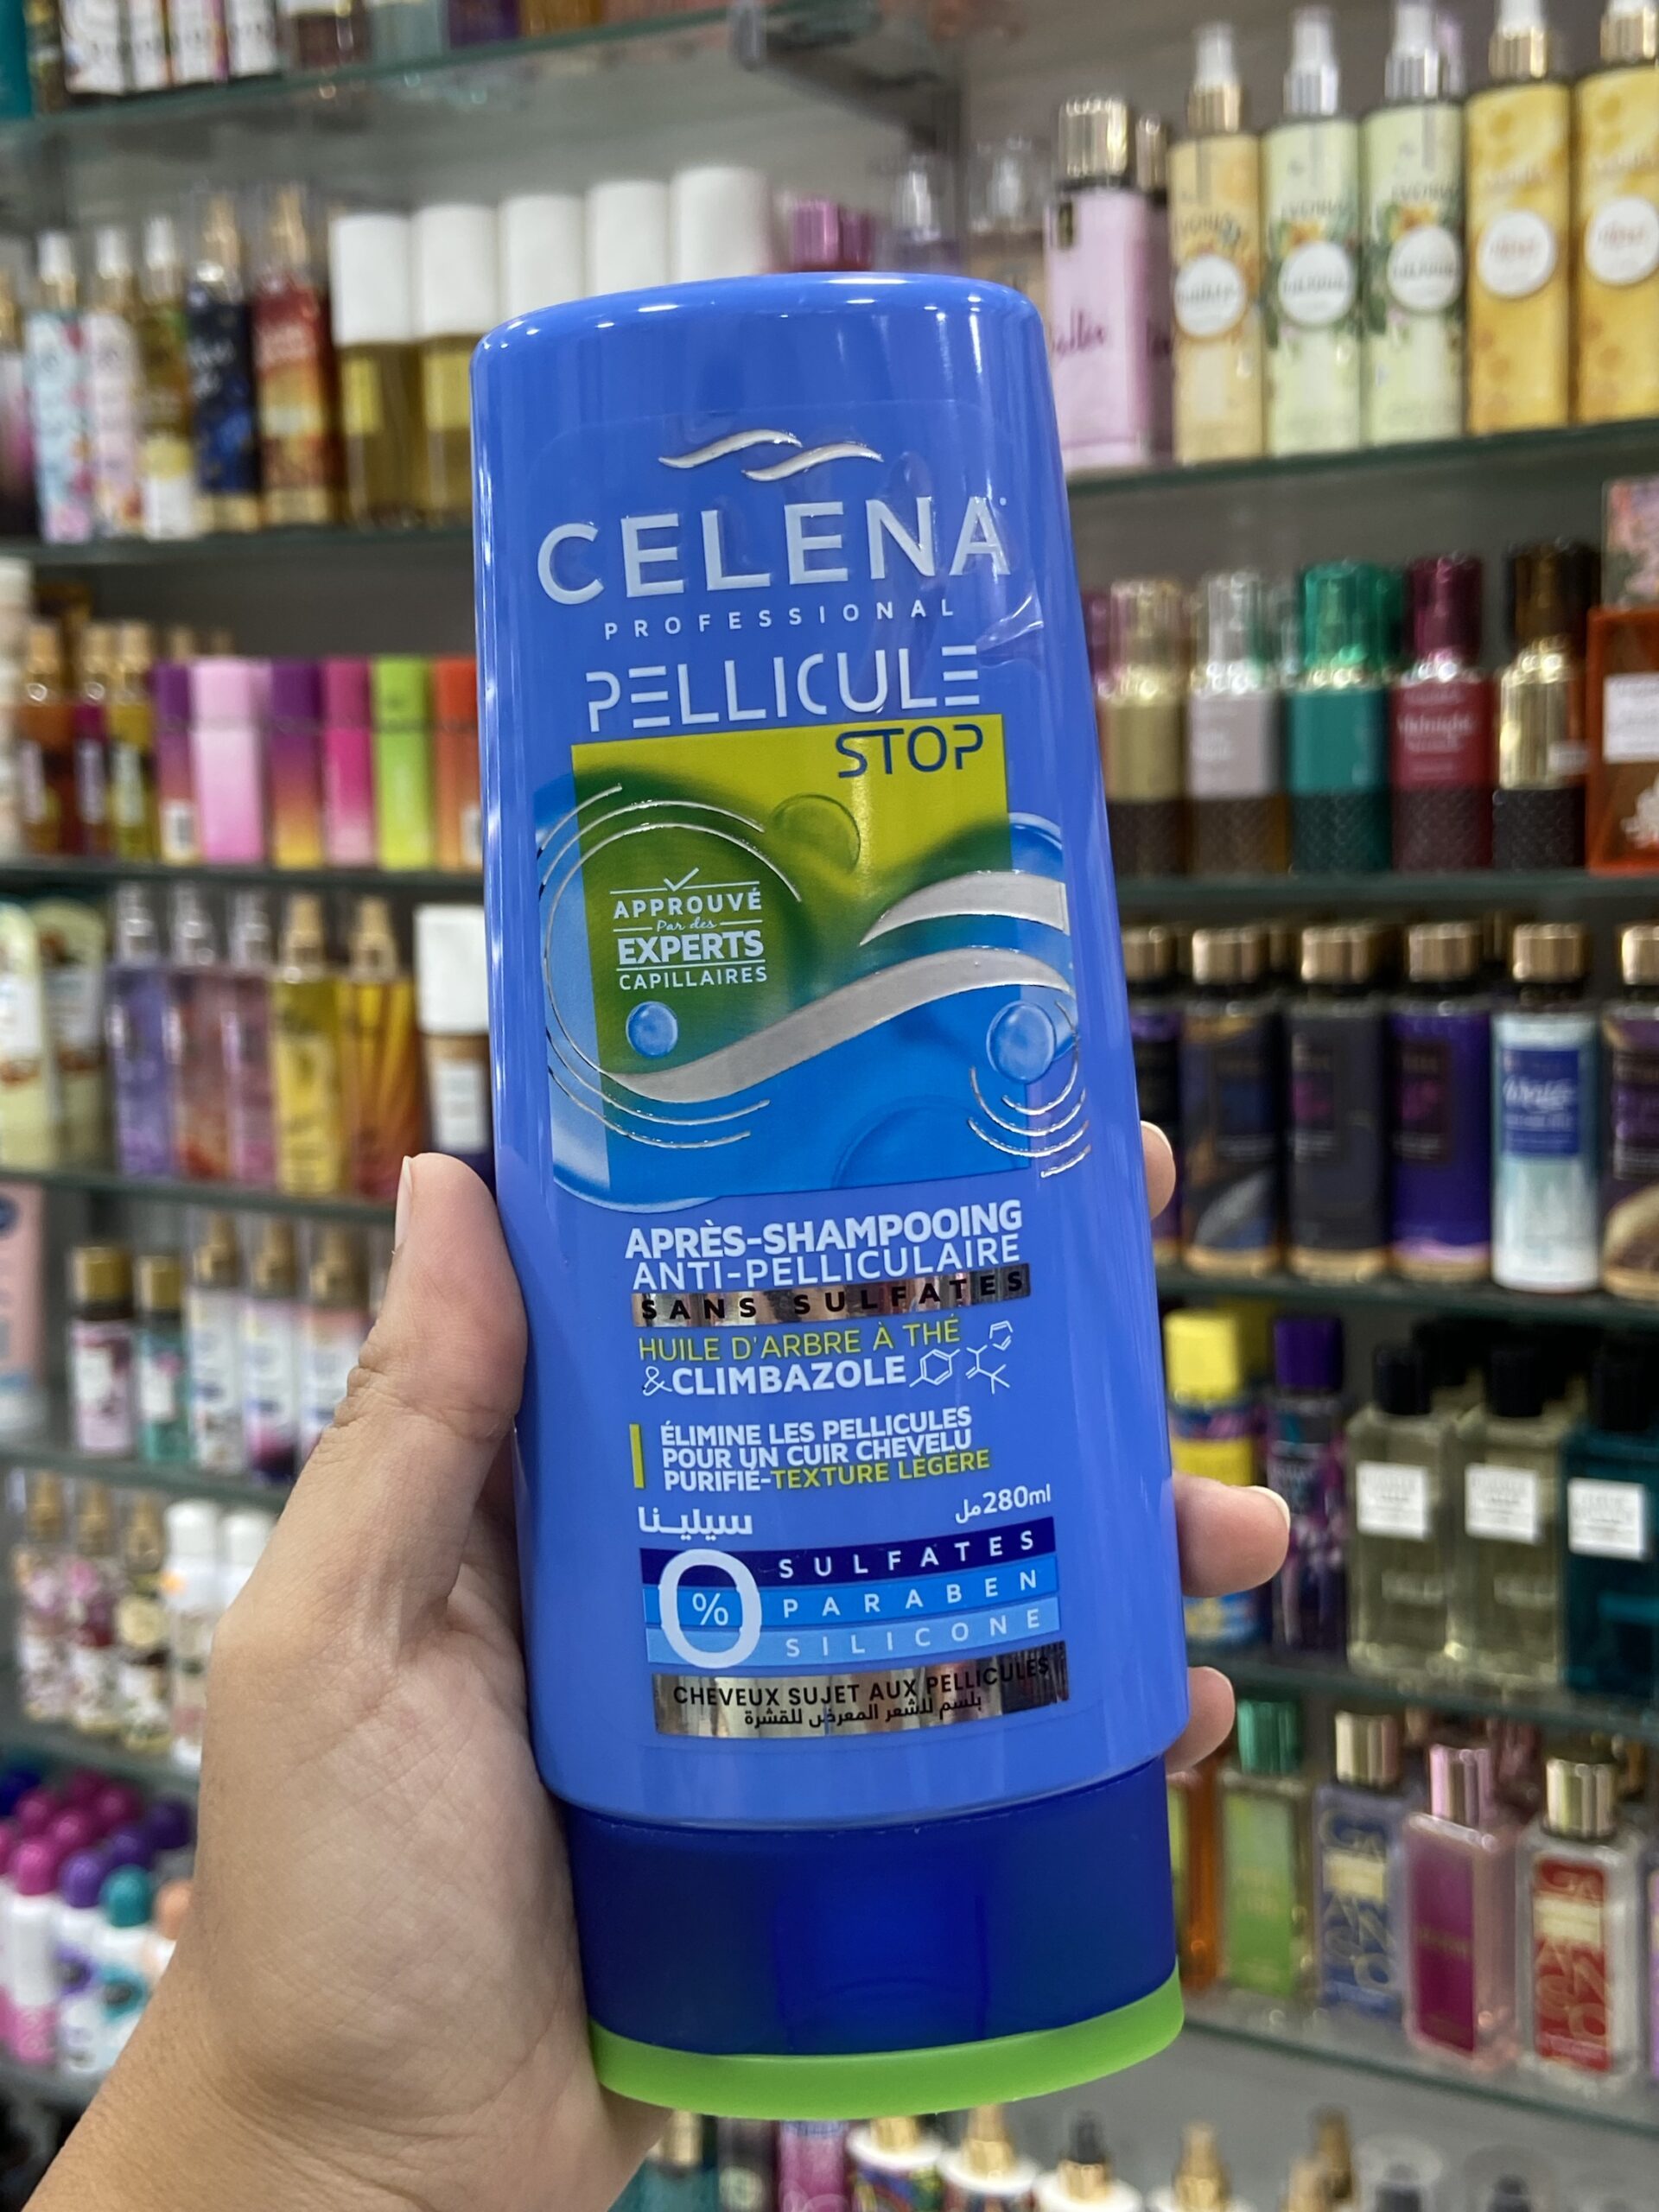 CELENA
PROFESSIONAL
PELLICULE
STOP
APPROUVÉ
Par des
EXPERTS
CAPILLAIRES
APRÈS-SHAMPOOING
ANTI-PELLICULAIRE
SANS SULFATES
HUILE D'ARBRE À THÉ
&CLIMBAZOLE
ÉLIMINE LES PELLICULES
POUR UN CUIR CHEVELU
PURIFIÉ-TEXTURE LÉGÈRE
سيلينا
280ml مل
0% SULFATES
PARABEN
SILICONE
CHEVEUX SUJET AUX PELLICULES
بلسم للشعر المعرض للقشرة